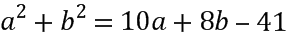 a² + b² = 10a + 8b – 41